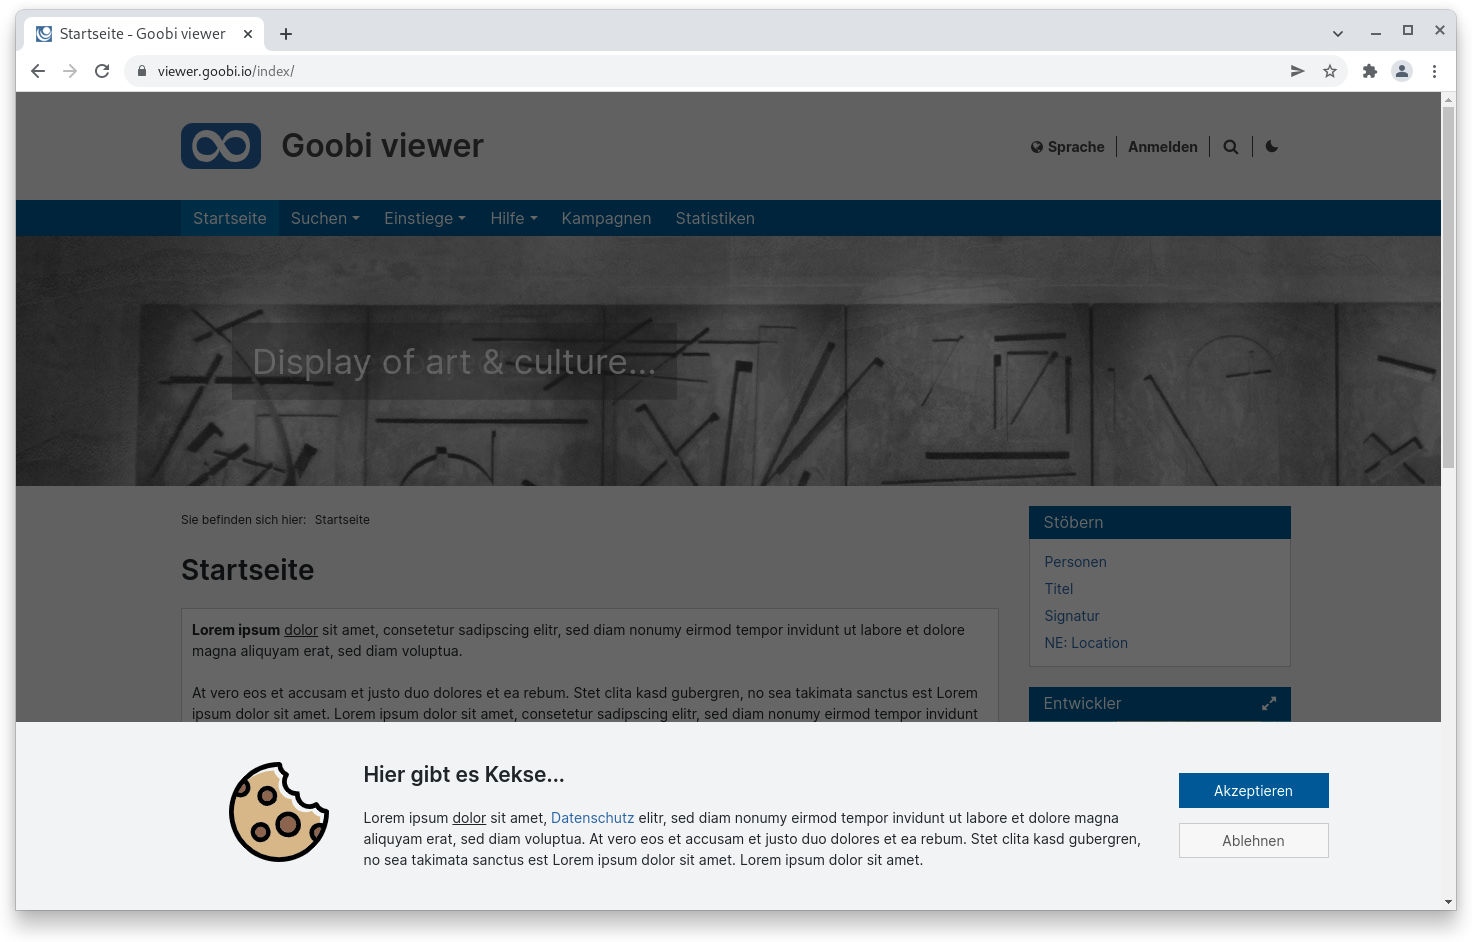 Startseite - Goobi viewer
viewer.goobi.io/index/
Goobi viewer
Sprache
Anmelden
Startseite Suchen Einstiege Hilfe Kampagnen Statistiken
Display of art & culture...
Sie befinden sich hier: Startseite
Startseite
Lorem ipsum dolor sit amet, consetetur sadipscing elitr, sed diam nonumy eirmod tempor invidunt ut labore et dolore
magna aliquyam erat, sed diam voluptua.
At vero eos et accusam et justo duo dolores et ea rebum. Stet clita kasd gubergren, no sea takimata sanctus est Lorem
ipsum dolor sit amet. Lorem ipsum dolor sit amet, consetetur sadipscing elitr, sed diam nonumy eirmod tempor invidunt
Stöbern
Personen
Titel
Signatur
NE: Location
Entwickler
Hier gibt es Kekse...
Lorem ipsum dolor sit amet, Datenschutz elitr, sed diam nonumy eirmod tempor invidunt ut labore et dolore magna
aliquyam erat, sed diam voluptua. At vero eos et accusam et justo duo dolores et ea rebum. Stet clita kasd gubergren,
no sea takimata sanctus est Lorem ipsum dolor sit amet. Lorem ipsum dolor sit amet.
Akzeptieren
Ablehnen